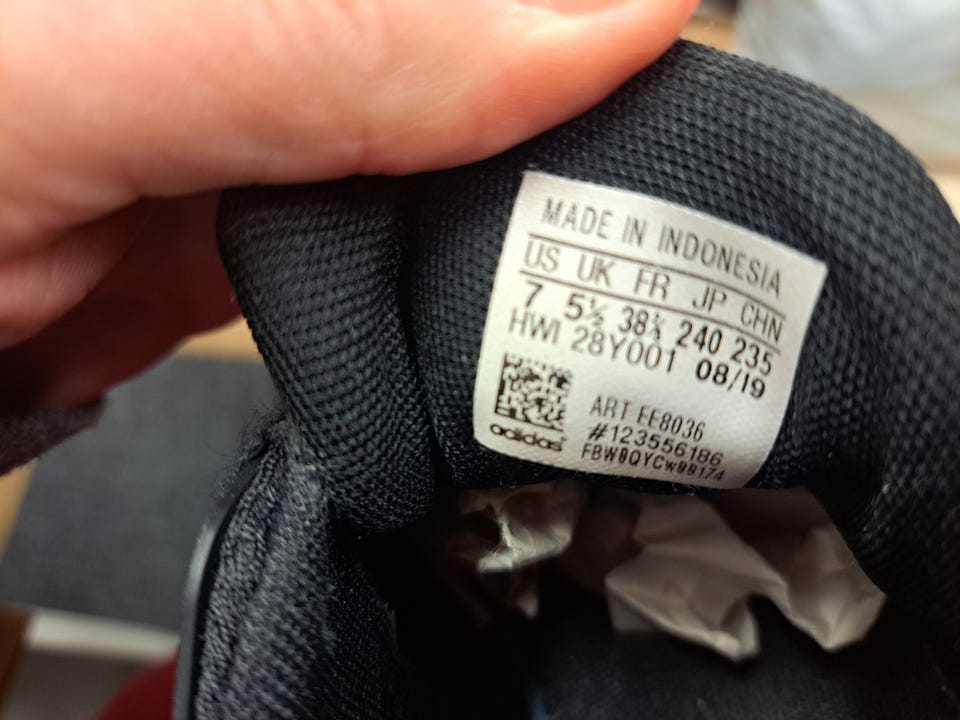 MADE IN INDONESIA
US UK FR JP CHN
7 5½ 38⅔ 240 235
HWI 28Y001 08/19
ART EE8036
#123556186
adidas